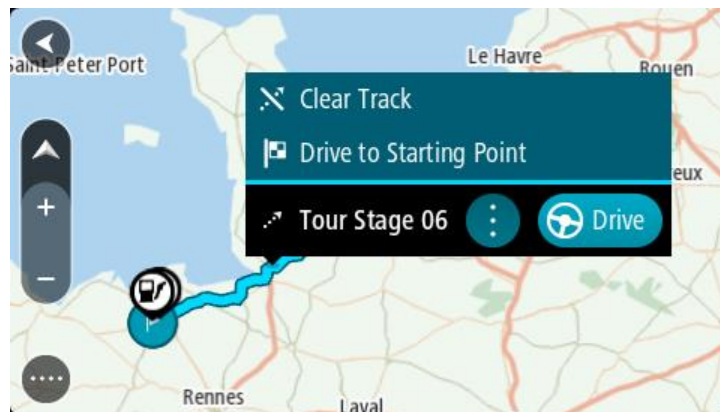 Saint Peter Port
Le Havre
Rouen
Clear Track
Drive to Starting Point
eux
Tour Stage 06
Drive
Rennes
Laval